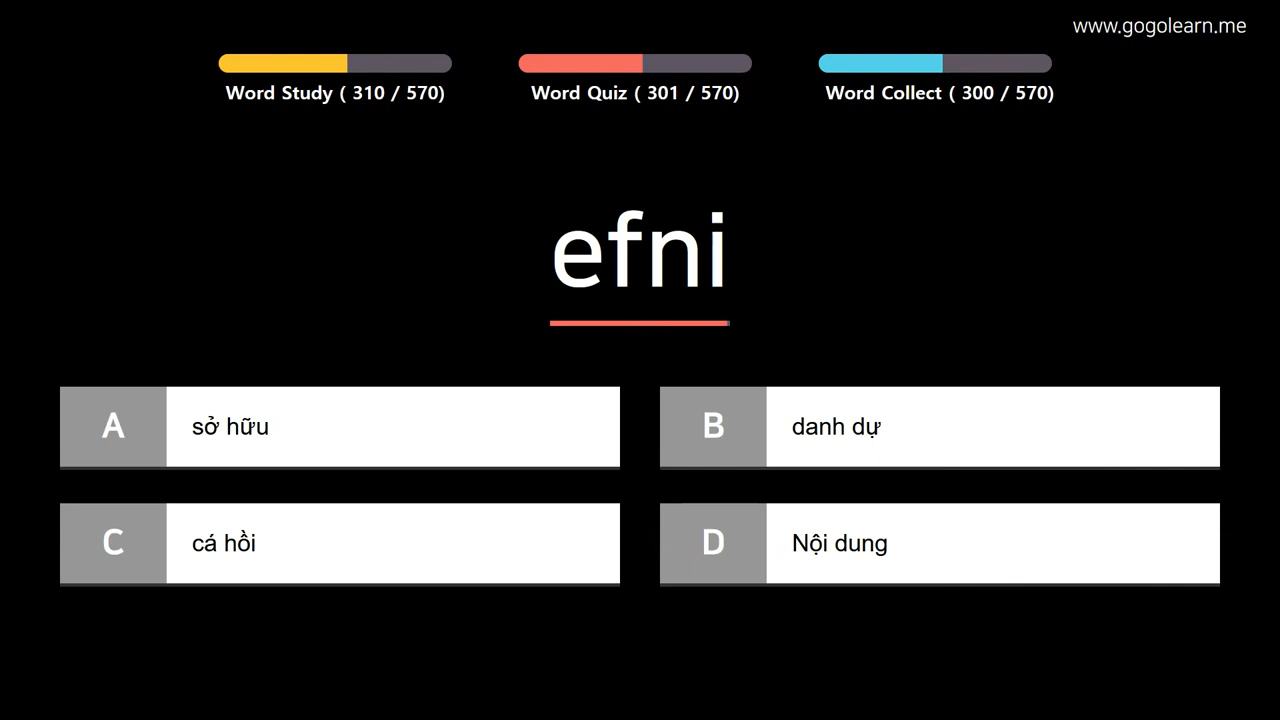 www.gogolearn.me
Word Study ( 310 / 570)
Word Quiz ( 301 / 570)
Word Collect ( 300 / 570)
efni
A
sở hữu
B
danh dự
C
cá hồi
D
Nội dung